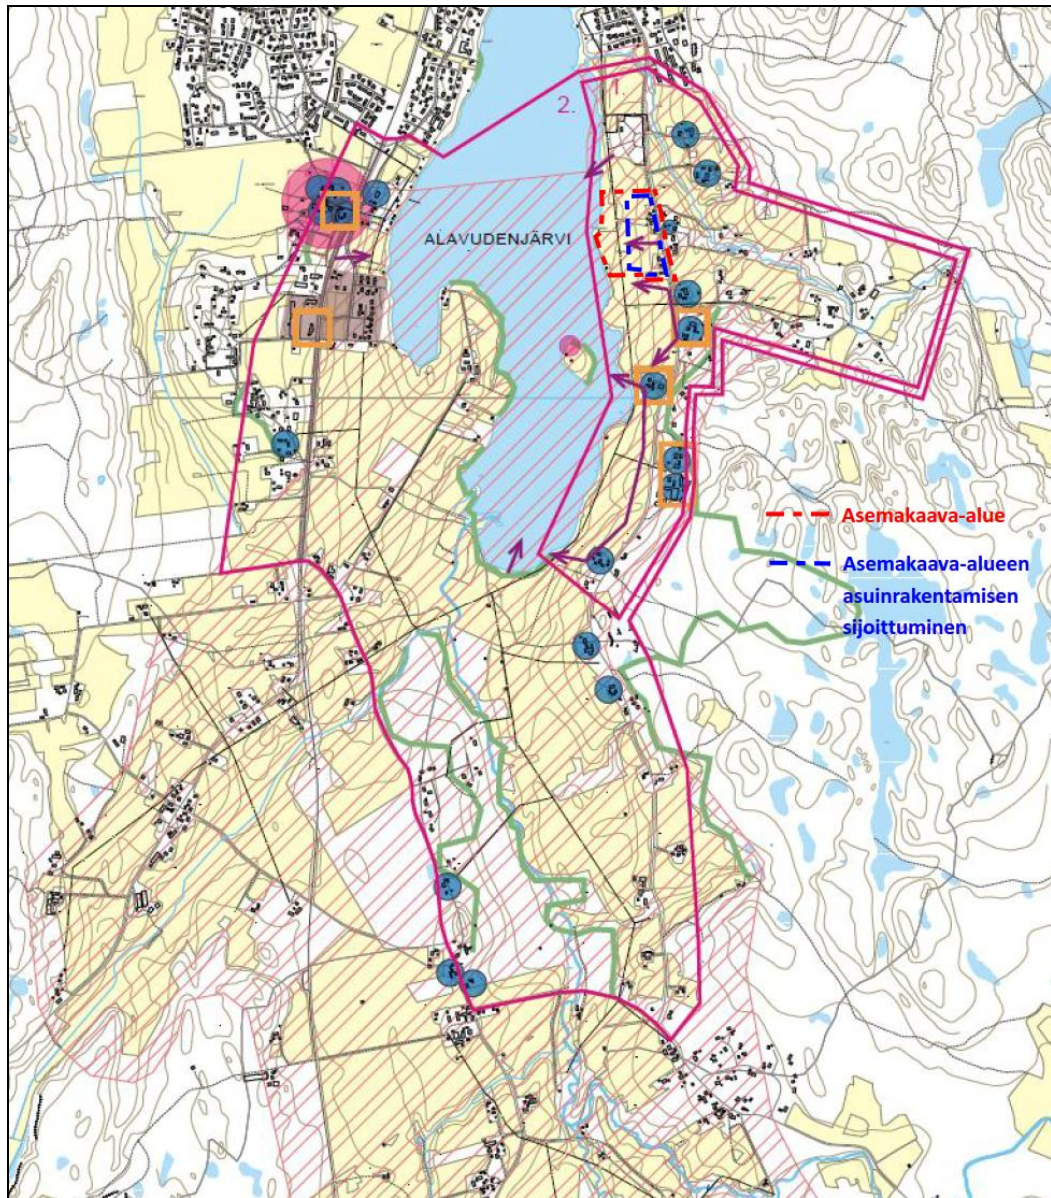 1.
2.
ALAVUDENJÄRVI
Asemakaava-alue
Asemakaava-alueen
asuinrakentamisen
sijoittuminen